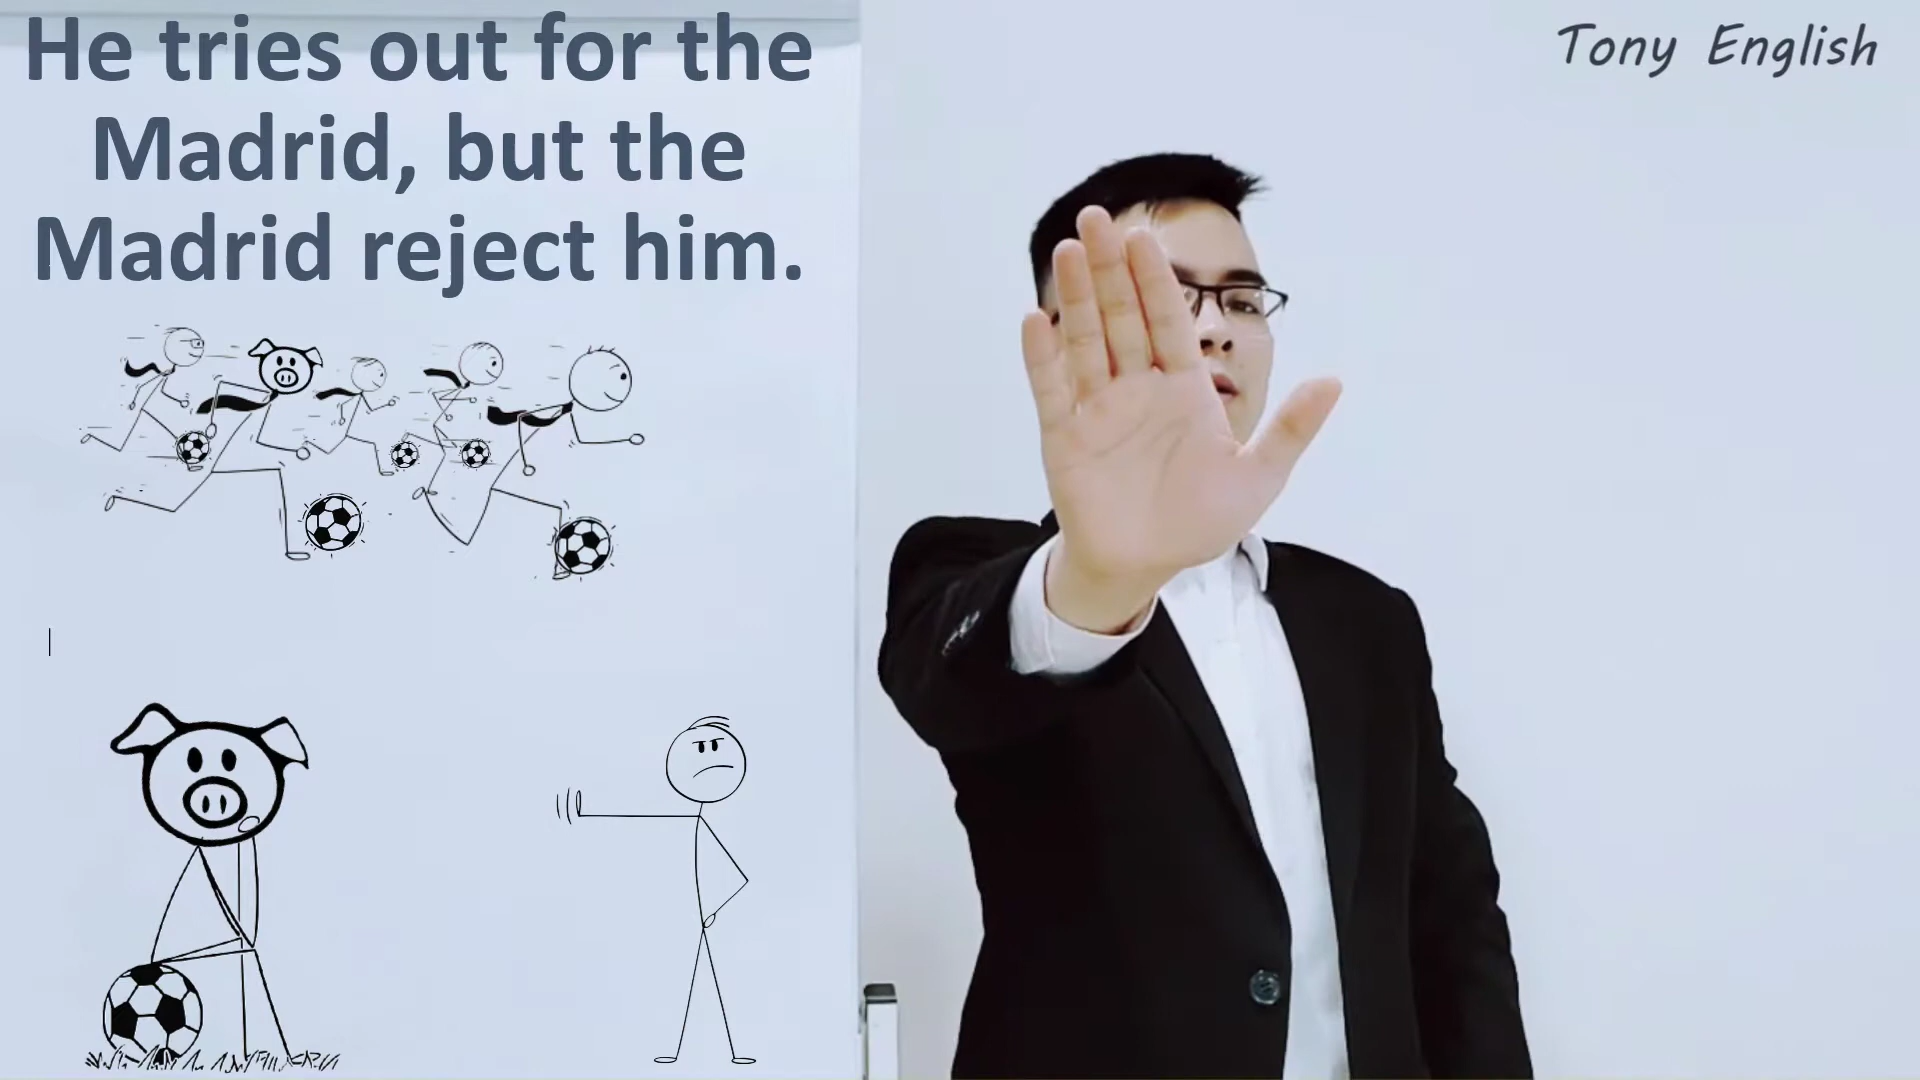 He tries out for the
Madrid, but the
Madrid reject him.
Tony English